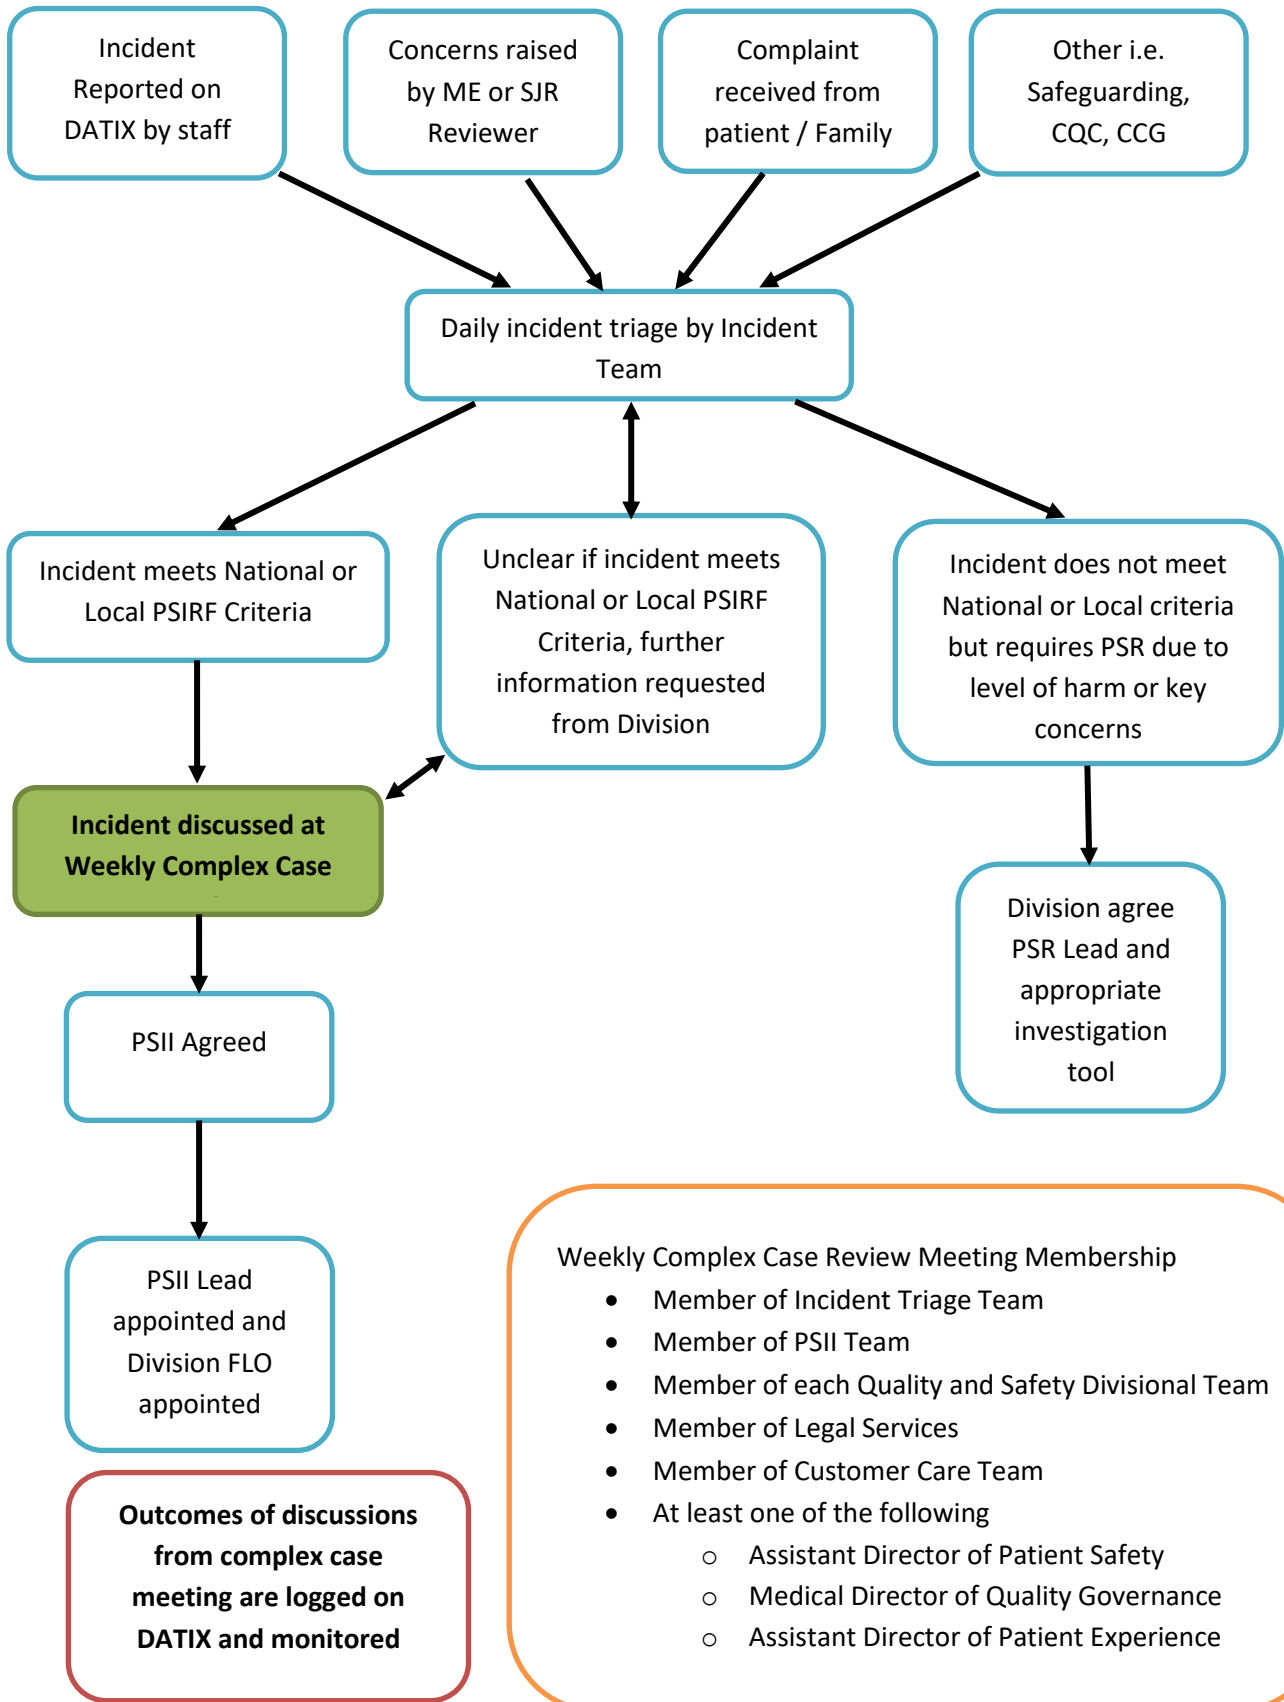 Incident
Reported on
DATIX by staff
Concerns raised
by ME or SJR
Reviewer
Complaint
received from
patient / Family
Other i.e.
Safeguarding,
CQC, CCG
Daily incident triage by Incident
Team
Incident meets National or
Local PSIRF Criteria
Unclear if incident meets
National or Local PSIRF
Criteria, further
information requested
from Division
Incident does not meet
National or Local criteria
but requires PSR due to
level of harm or key
concerns
Incident discussed at
Weekly Complex Case
Division agree
PSR Lead and
appropriate
investigation
tool
PSII Agreed
PSII Lead
appointed and
Division FLO
appointed
Outcomes of discussions
from complex case
meeting are logged on
DATIX and monitored
Weekly Complex Case Review Meeting Membership
• Member of Incident Triage Team
• Member of PSII Team
• Member of each Quality and Safety Divisional Team
• Member of Legal Services
• Member of Customer Care Team
• At least one of the following
o Assistant Director of Patient Safety
o Medical Director of Quality Governance
o Assistant Director of Patient Experience